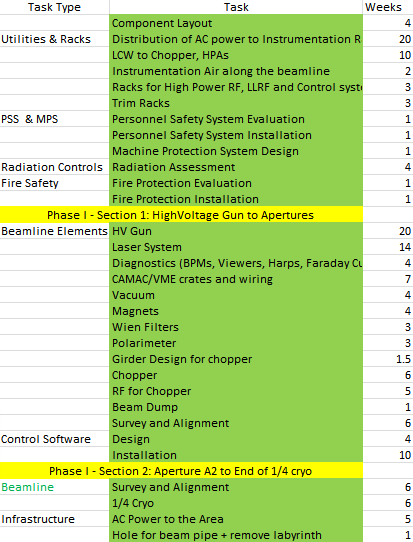 Task Type Task Weeks
Component Layout 4
Utilities & Racks Distribution of AC power to Instrumentation R 20
LCW to Chopper, HPAs 10
Instrumentation Air along the beamline 2
Racks for High Power RF, LLRF and Control syst 3
Trim Racks 3
PSS & MPS Personnel Safety System Evaluation 1
Personnel Safety System Installation 1
Machine Protection System Design 1
Radiation Controls Radiation Assessment 4
Fire Safety Fire Protection Evaluation 1
Fire Protection Installation 1
Phase I - Section 1: HighVoltage Gun to Apertures
Beamline Elements HV Gun 20
Laser System 14
Diagnostics (BPMs, Viewers, Harps, Faraday Cu 4
CAMAC/VME crates and wiring 7
Vacuum 4
Magnets 4
Wien Filters 3
Polarimeter 3
Girder Design for chopper 1.5
Chopper 6
RF for Chopper 5
Beam Dump 1
Survey and Alignment 6
Control Software Design 4
Installation 10
Phase I - Section 2: Aperture A2 to End of 1/4 cryo
Beamline Survey and Alignment 6
1/4 Cryo 6
Infrastructure AC Power to the Area 5
Hole for beam pipe + remove labyrinth 1